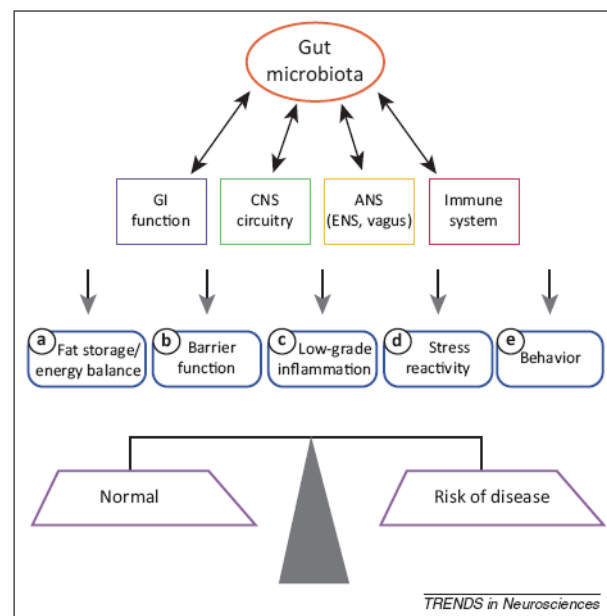 Gut
microbiota
GI
function
CNS
circuitry
ANS
(ENS, vagus)
Immune
system
a
Fat storage/
energy balance
b
Barrier
function
c
Low-grade
inflammation
d
Stress
reactivity
e
Behavior
Normal
Risk of disease
TRENDS in Neurosciences